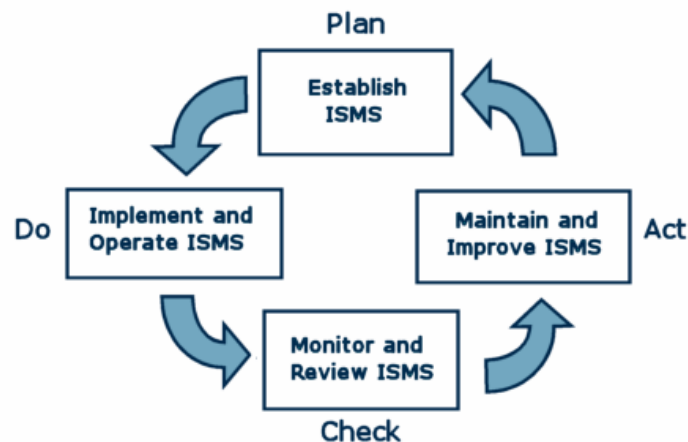 Plan
Establish
ISMS
Do
Implement and
Operate ISMS
Maintain and
Improve ISMS
Act
Monitor and
Review ISMS
Check